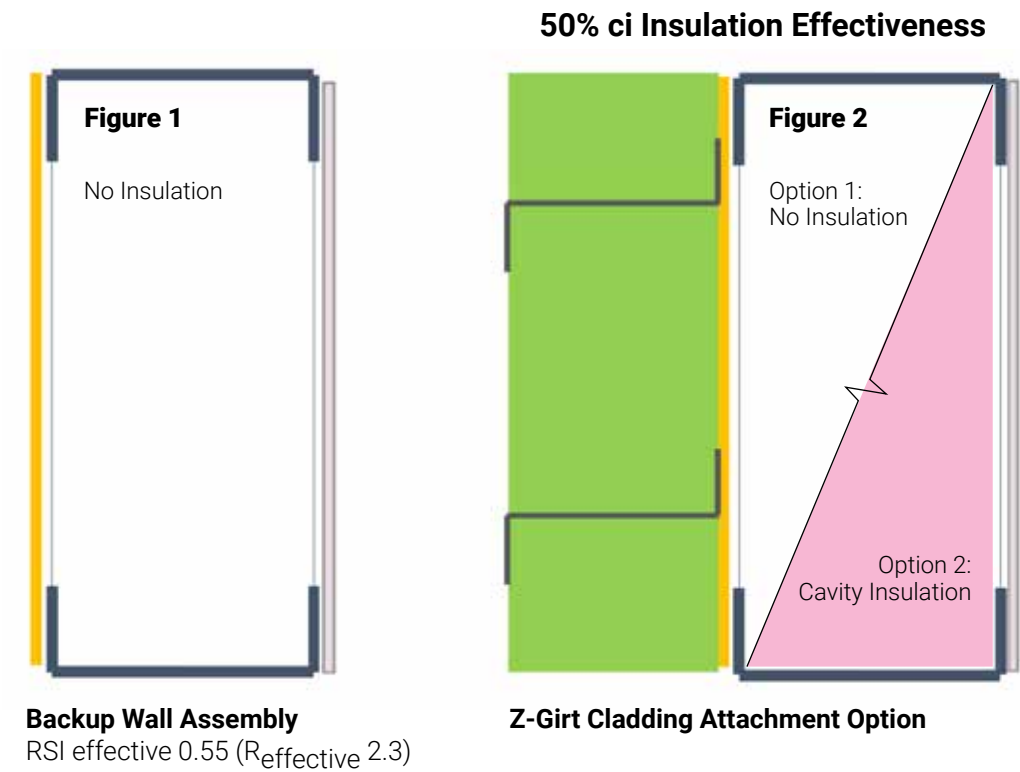 50% ci Insulation Effectiveness
Figure 1
No Insulation
Figure 2
Option 1:
No Insulation
Option 2:
Cavity Insulation
Backup Wall Assembly
RSI effective 0.55 (Reffective 2.3)
Z-Girt Cladding Attachment Option